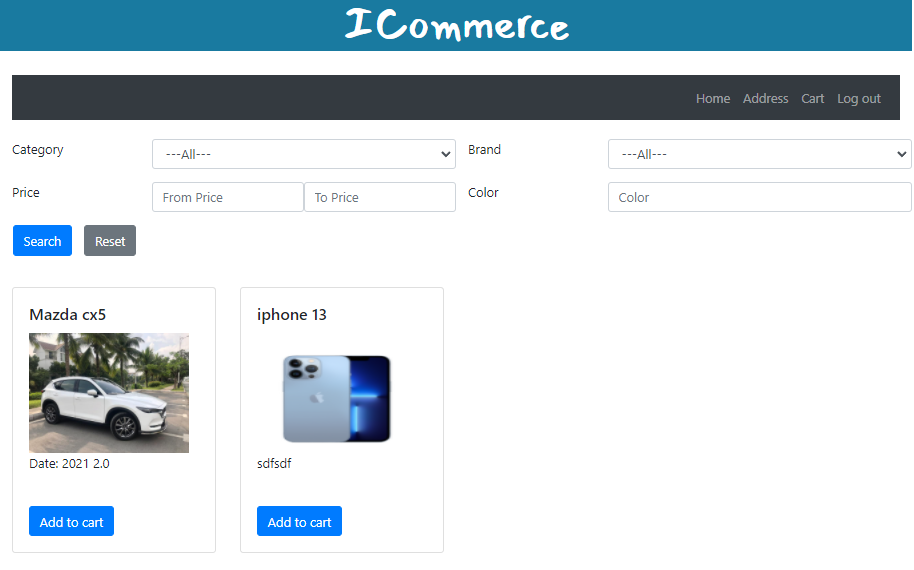 ICommerce
Home Address Cart Log out
Category ---All--- Brand ---All---
Price From Price To Price Color Color
Search Reset
Mazda cx5 iphone 13
Date: 2021 2.0 sdfsdf
Add to cart Add to cart